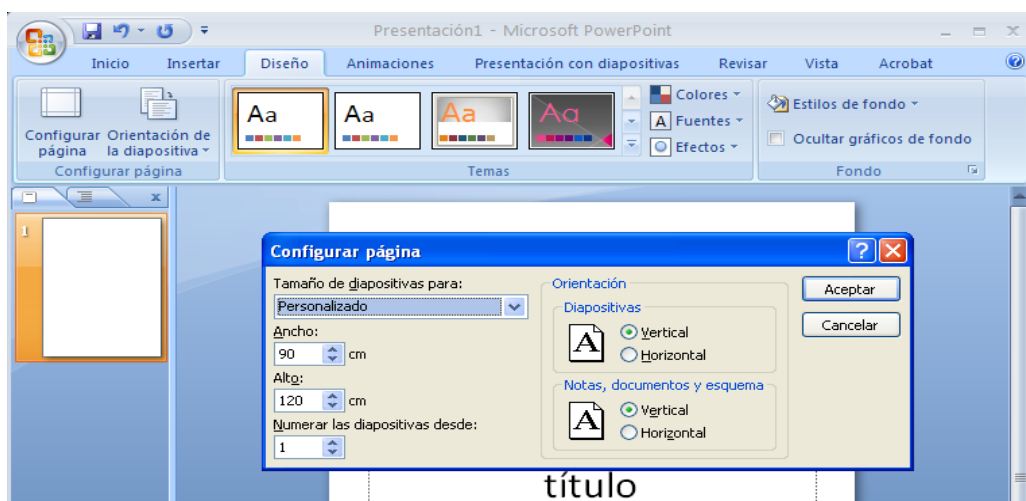 Presentación1 - Microsoft PowerPoint
Inicio Insertar Diseño Animaciones Presentación con diapositivas Revisar Vista Acrobat
Configurar página
Orientación de la diapositiva
Configurar página
Aa Aa Aa Aa
Temas
Colores
Fuentes
Efectos
Estilos de fondo
Ocultar gráficos de fondo
Fondo
1
Configurar página
Tamaño de diapositivas para:
Personalizado
Ancho:
90 cm
Alto:
120 cm
Numerar las diapositivas desde:
1
Orientación
Diapositivas
A
Vertical
Horizontal
Notas, documentos y esquema
A
Vertical
Horizontal
Aceptar
Cancelar
título